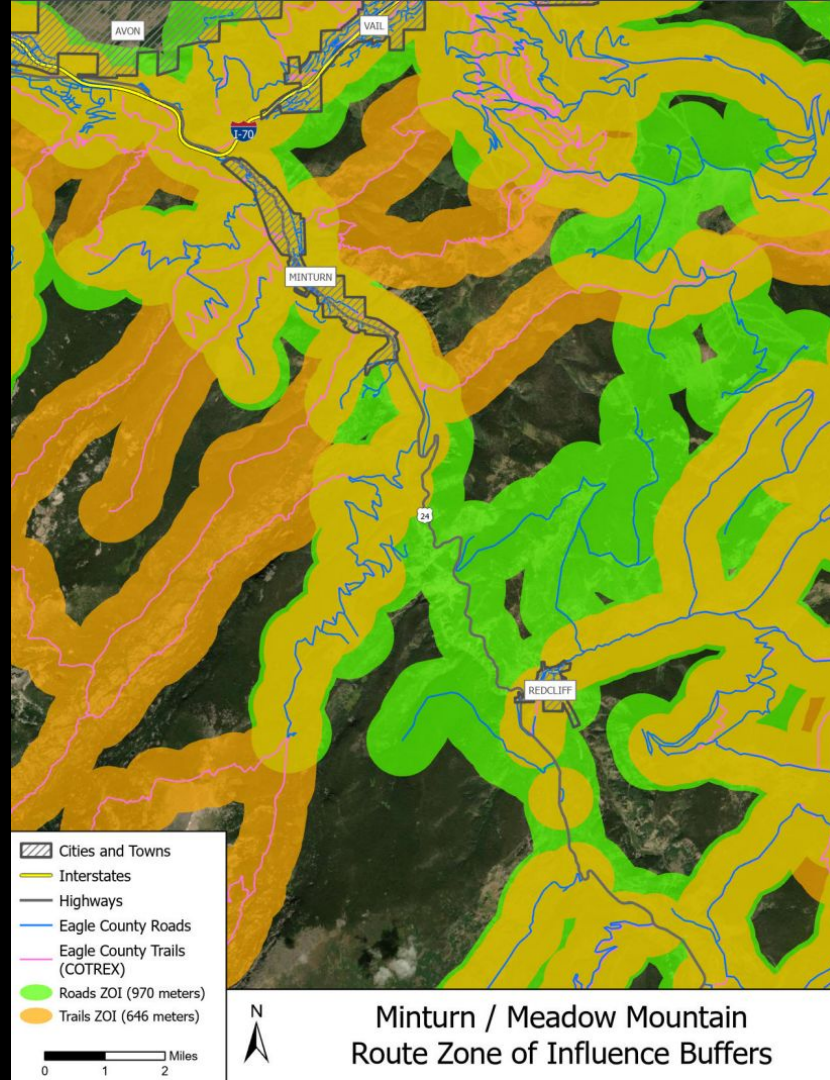 AVON
VAIL
I-70
MINTURN
24
REDCLIFF
Cities and Towns
Interstates
Highways
Eagle County Roads
Eagle County Trails
(COTREX)
Roads ZOI (970 meters)
Trails ZOI (646 meters)
Miles
0 1 2
N
Minturn / Meadow Mountain
Route Zone of Influence Buffers